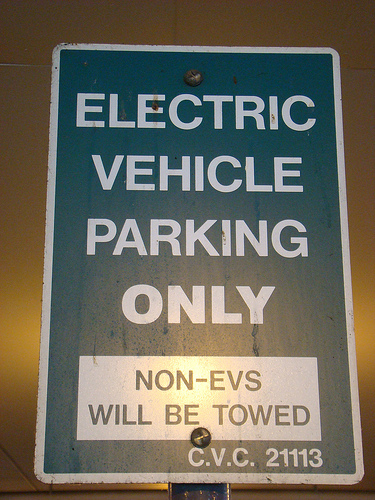 ELECTRIC
VEHICLE
PARKING
ONLY
NON-EVS
WILL BE TOWED
C.V.C. 21113